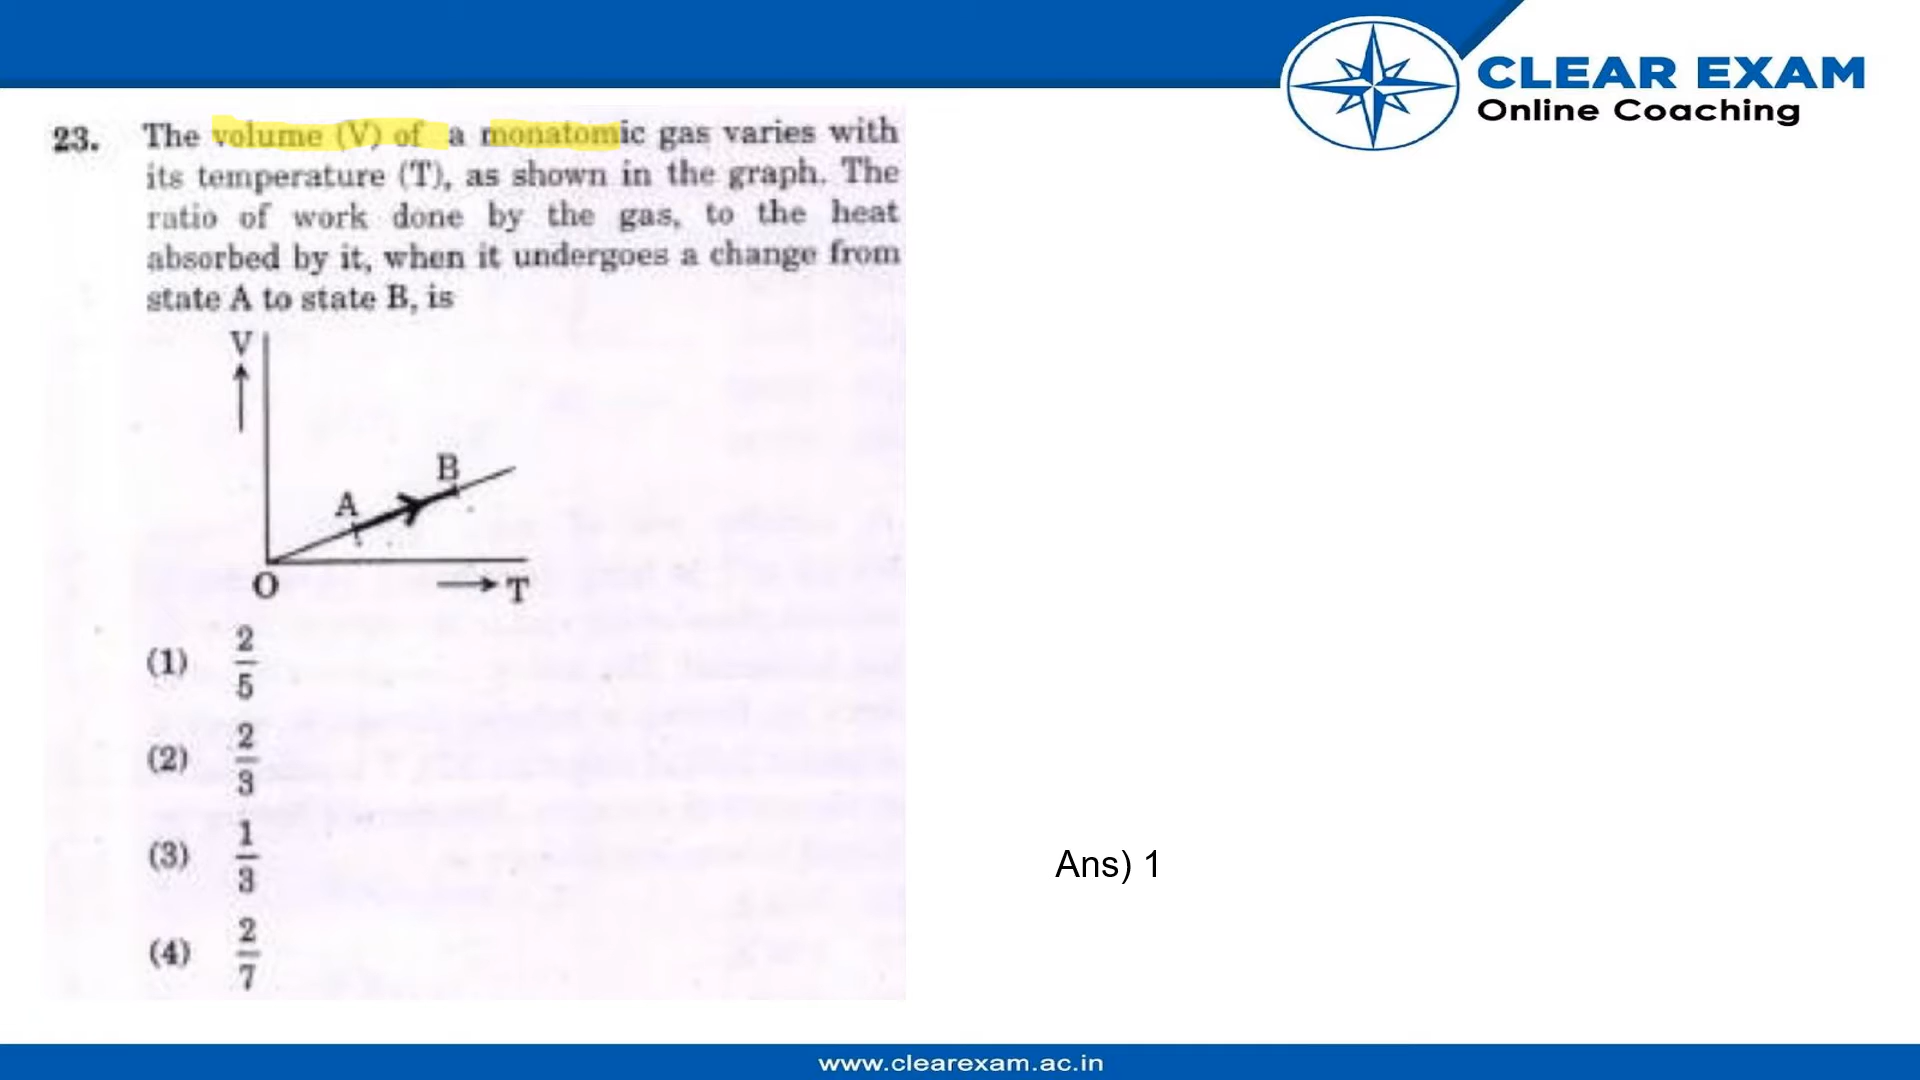 CLEAR EXAM
Online Coaching
23. The volume (V) of a monatomic gas varies with
its temperature (T), as shown in the graph. The
ratio of work done by the gas, to the heat
absorbed by it, when it undergoes a change from
state A to state B, is
V
B
A
O
T
(1) 2/5
(2) 2/3
(3) 1/3
(4) 2/7
Ans) 1
www.clearexam.ac.in